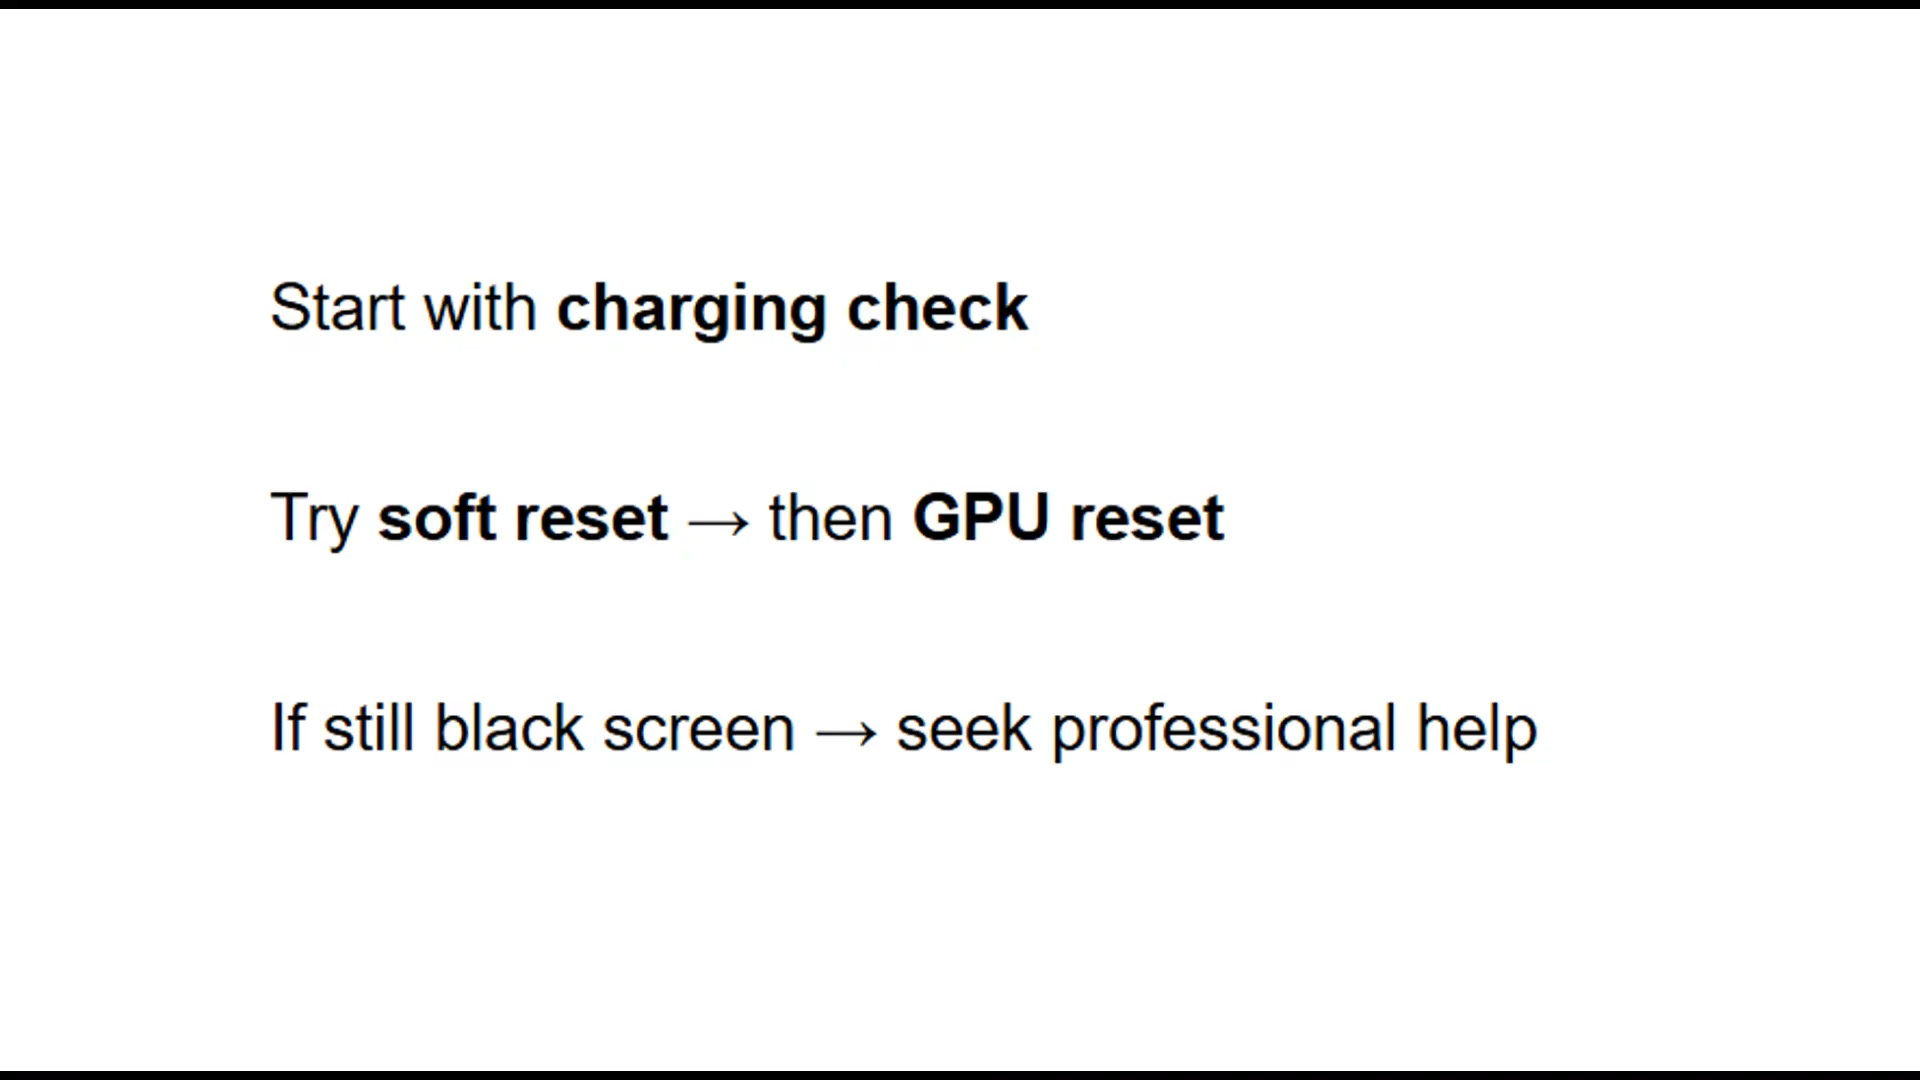 Start with charging check
Try soft reset → then GPU reset
If still black screen → seek professional help